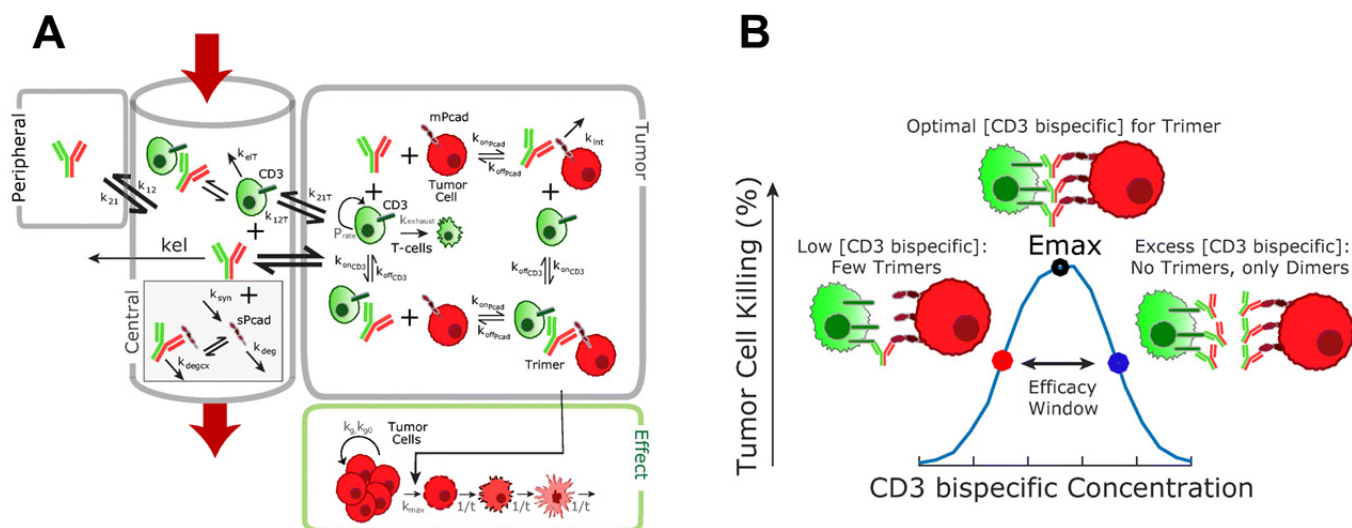 A
Peripheral
k21
k12
kel
Central
CD3
kelT
k12T
+
+
ksyn
sPcad
kdegcx
kdeg
k21T
Tumor
mPcad
+
konPcad
koffPcad
kint
Tumor
Cell
+
+
CD3
Prate
kexhaust
T-cells
konCD3
koffCD3
koffCD3
konCD3
+
konPcad
koffPcad
Trimer
Effect
kg,kg0
Tumor
Cells
kmax
1/t
1/t
1/t
B
Tumor Cell Killing (%)
Optimal [CD3 bispecific] for Trimer
Low [CD3 bispecific]:
Few Trimers
Emax
Excess [CD3 bispecific]:
No Trimers, only Dimers
Efficacy
Window
CD3 bispecific Concentration